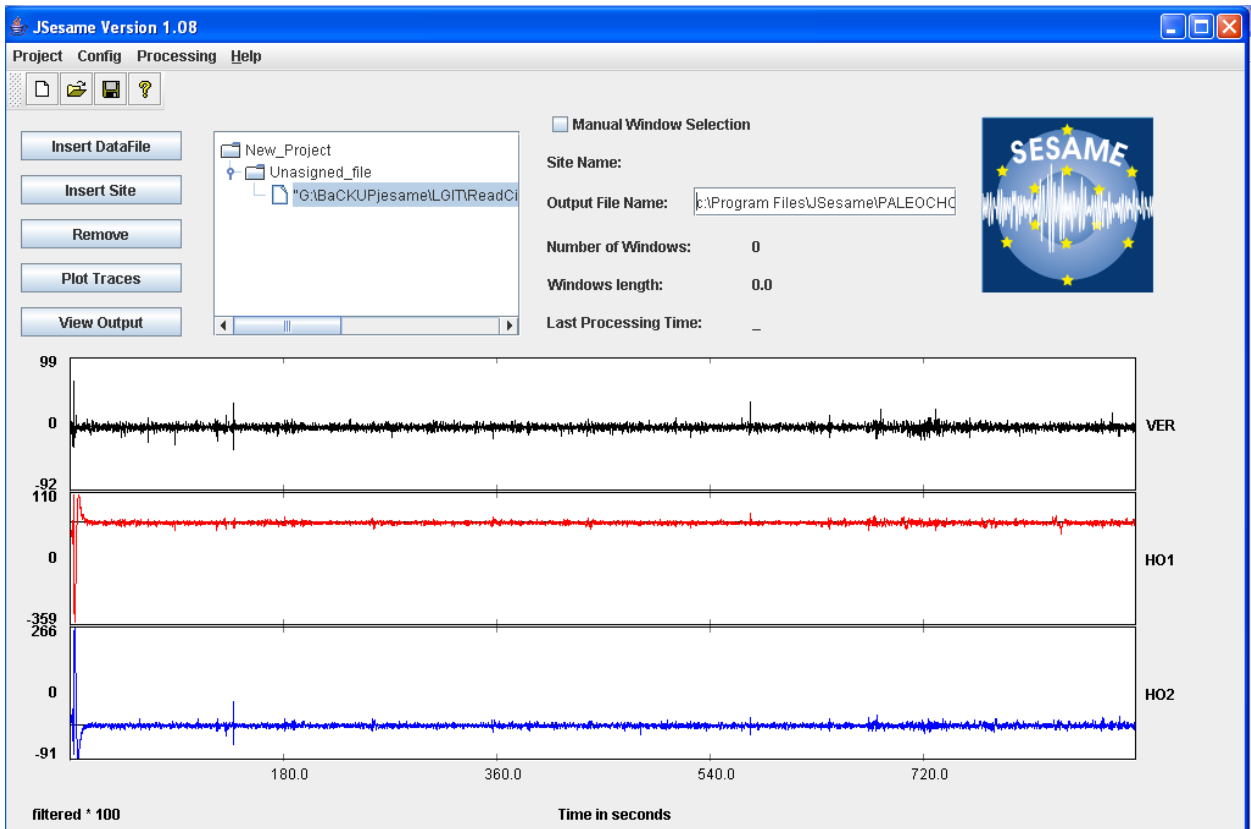 JSesame Version 1.08
Project Config Processing Help
Insert DataFile
Insert Site
Remove
Plot Traces
View Output
New_Project
Unasigned_file
"G:\BaCKUPjesame\LGIT\ReadCi
Manual Window Selection
Site Name:
Output File Name: c:\Program Files\JSesame\PALEOCHO
Number of Windows: 0
Windows length: 0.0
Last Processing Time: _
SESAME
99
0
-92
VER
110
0
-359
HO1
266
0
-91
HO2
180.0 360.0 540.0 720.0
filtered * 100 Time in seconds